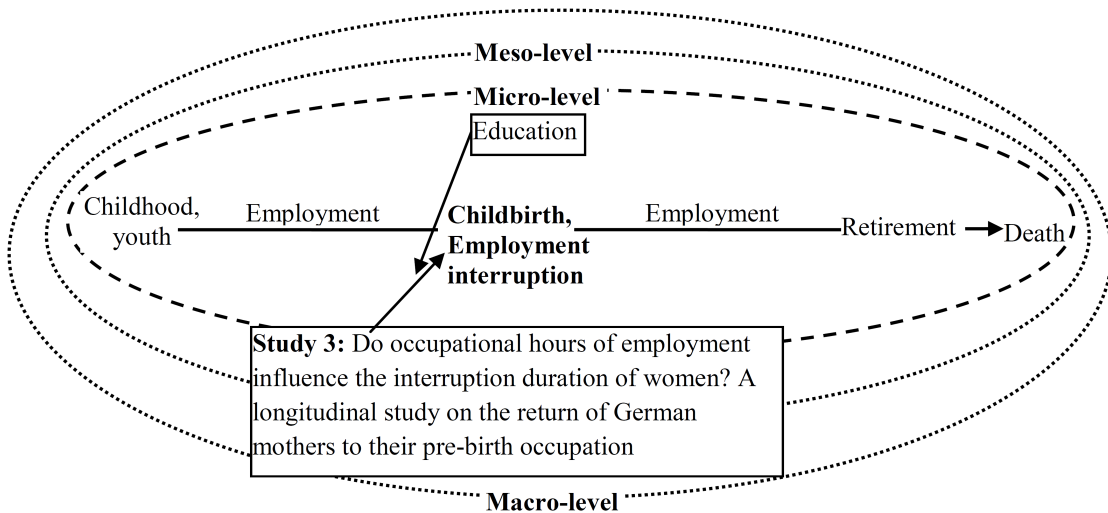 Meso-level
Micro-level
Education
Childhood,
youth
Employment
Childbirth,
Employment
interruption
Employment
Retirement
Death
Study 3: Do occupational hours of employment
influence the interruption duration of women? A
longitudinal study on the return of German
mothers to their pre-birth occupation
Macro-level